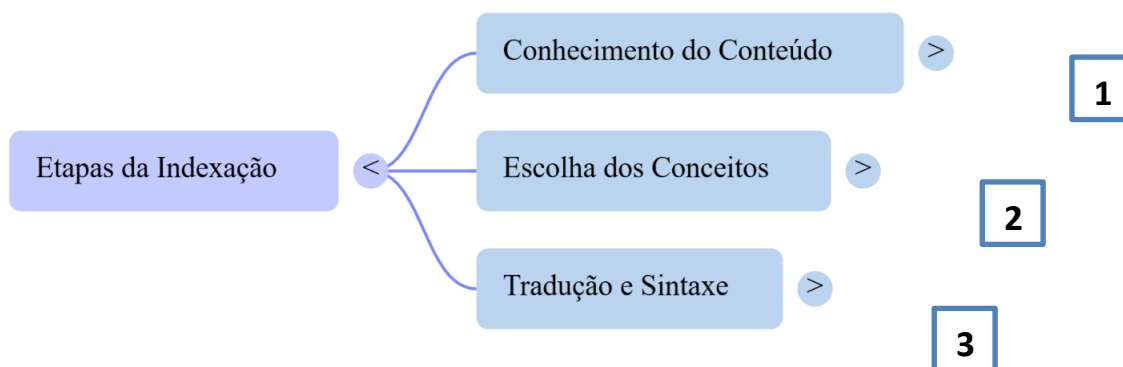 Conhecimento do Conteúdo >
1
Etapas da Indexação <
Escolha dos Conceitos >
2
Tradução e Sintaxe >
3